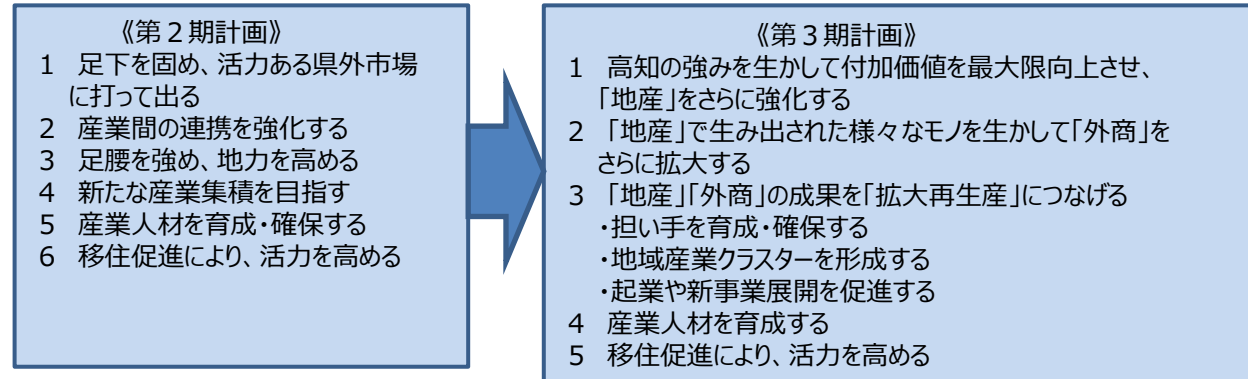 《第２期計画》
１　足下を固め、活力ある県外市場
に打って出る
２　産業間の連携を強化する
３　足腰を強め、地力を高める
４　新たな産業集積を目指す
５　産業人材を育成・確保する
６　移住促進により、活力を高める
《第３期計画》
１　高知の強みを生かして付加価値を最大限向上させ、
「地産」をさらに強化する
２　「地産」で生み出された様々なモノを生かして「外商」を
さらに拡大する
３　「地産」「外商」の成果を「拡大再生産」につなげる
・担い手を育成・確保する
・地域産業クラスターを形成する
・起業や新事業展開を促進する
４　産業人材を育成する
５　移住促進により、活力を高める